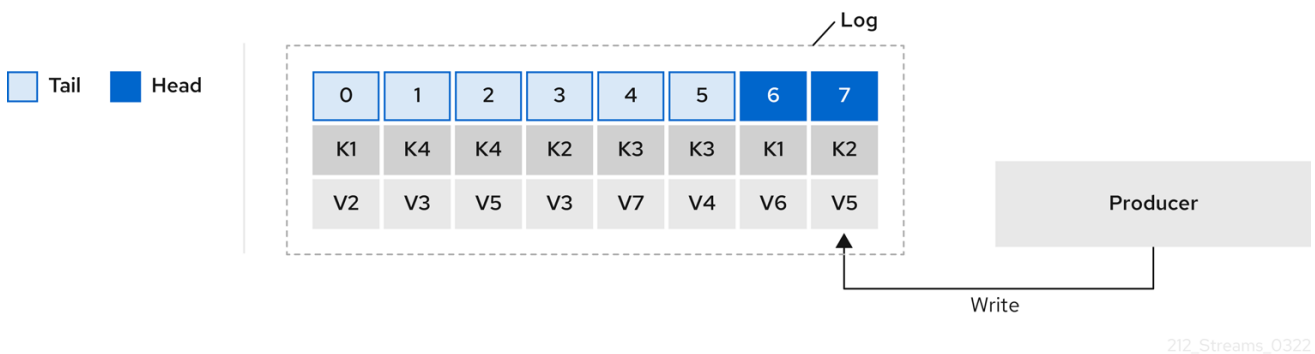 Log
Tail Head
0 1 2 3 4 5 6 7
K1 K4 K4 K2 K3 K3 K1 K2
V2 V3 V5 V3 V7 V4 V6 V5
Producer
Write
212_Streams_0322